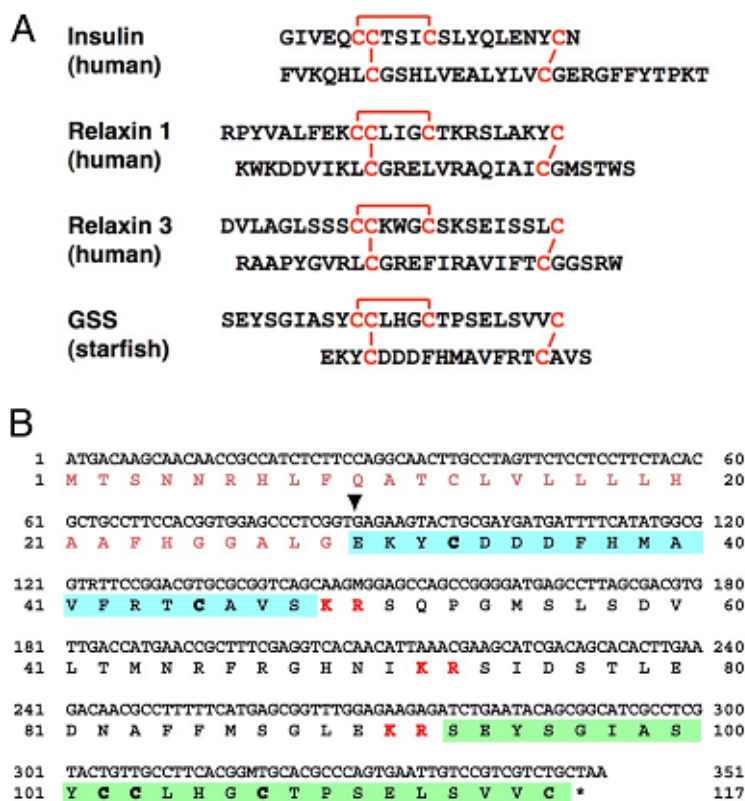 A
Insulin GIVEQCCTSICSLYQLENYCN
(human) FVKQHLCGSHLVEALYLVCGERGFFYTPKT
Relaxin 1 RPYVALFEKCCLIGCTKRSLAKYC
(human) KWKDDVIKLCGRELVRAQIAICGMSTWS
Relaxin 3 DVLAGLSSSCCKWGCSKSEISSLC
(human) RAAPYGVRLCGREFIRAVIFTCGGSRW
GSS SEYSGIASYCCLHGCTPSELSVVC
(starfish) EKYCDDDFHMAVFRTCAVS
B
1 ATGACAAGCAACAACCGCCATCTCTTCCAGGCAACTTGCCTAGTTCTCCTCCTTCTACAC 60
1 M T S N N R H L F Q A T C L V L L L L H 20
61 GCTGCCTTCCACGGTGGAGCCCTCGGTGAGAAGTACTGCGAYGATGATTTTCATATGGCG 120
21 A A F H G G A L G E K Y C D D D F H M A 40
121 GTRTTCCGGACGTGCGCGGTCAGCAAGMGGAGCCAGCCGGGGATGAGCCTTAGCGACGTG 180
41 V F R T C A V S K R S Q P G M S L S D V 60
181 TTGACCATGAACCGCTTTCGAGGTCACAACATTAAACGAAGCATCGACAGCACACTTGAA 240
41 L T M N R F R G H N I K R S I D S T L E 80
241 GACAACGCCTTTTTCATGAGCGGTTTGGAGAAGAGATCTGAATACAGCGGCATCGCCTCG 300
81 D N A F F M S G L E K R S E Y S G I A S 100
301 TACTGTTGCCTTCACGGMTGCACGCCCAGTGAATTGTCCGTCGTCTGCTAA 351
101 Y C C L H G C T P S E L S V V C * 117